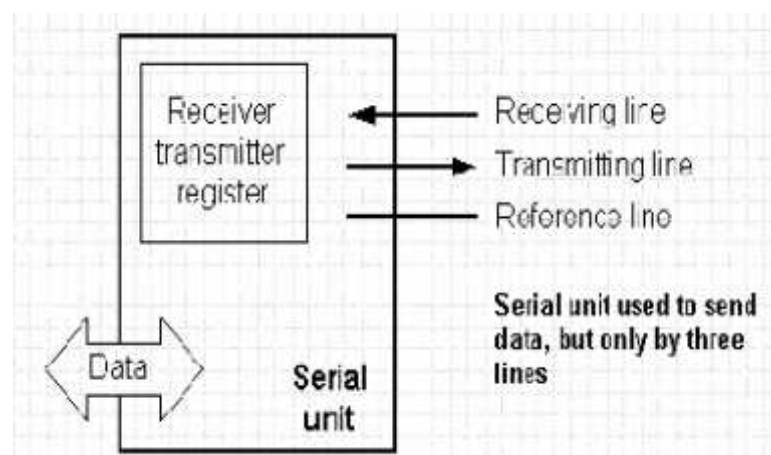 Receiver
transmitter
register
Receiving line
Transmitting line
Reference line
Serial unit used to send
data, but only by three
lines
Data
Serial
unit